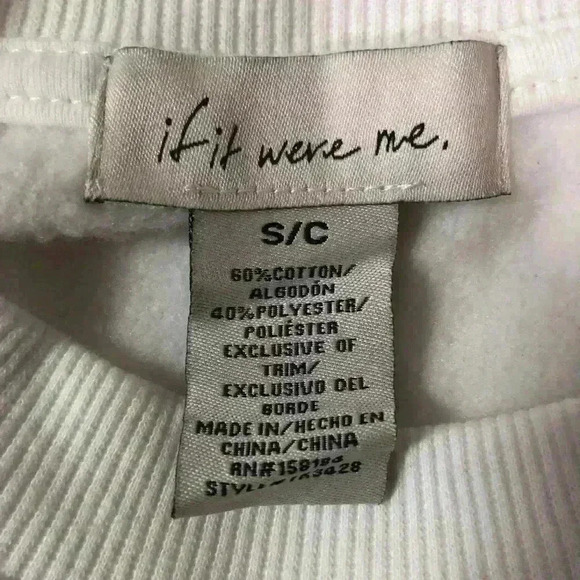 if it were me.
S/C
60%COTTON/
ALGODÓN
40%POLYESTER/
POLIÉSTER
EXCLUSIVE OF
TRIM/
EXCLUSIVO DEL
BORDE
MADE IN/HECHO EN
CHINA/CHINA